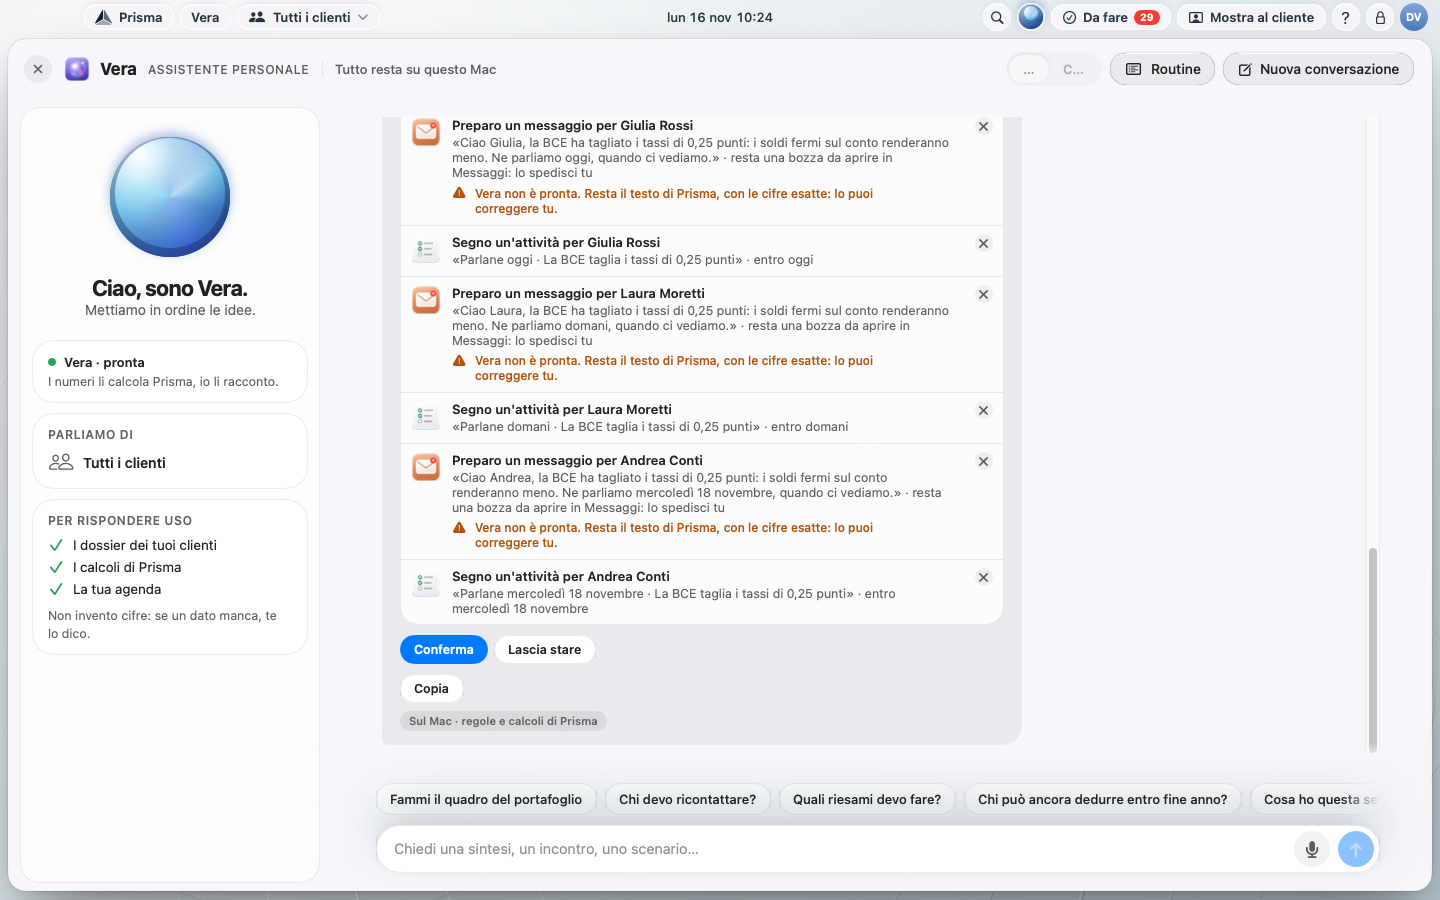 Prisma
Vera
Tutti i clienti
lun 16 nov 10:24
Da fare 29
Mostra al cliente
?
DV
Vera ASSISTENTE PERSONALE
Tutto resta su questo Mac
...
C...
Routine
Nuova conversazione
Ciao, sono Vera.
Mettiamo in ordine le idee.
Vera · pronta
I numeri li calcola Prisma, io li racconto.
PARLIAMO DI
Tutti i clienti
PER RISPONDERE USO
I dossier dei tuoi clienti
I calcoli di Prisma
La tua agenda
Non invento cifre: se un dato manca, te
lo dico.
Preparo un messaggio per Giulia Rossi
«Ciao Giulia, la BCE ha tagliato i tassi di 0,25 punti: i soldi fermi sul conto renderanno
meno. Ne parliamo oggi, quando ci vediamo.» · resta una bozza da aprire in
Messaggi: lo spedisci tu
Vera non è pronta. Resta il testo di Prisma, con le cifre esatte: lo puoi
correggere tu.
Segno un'attività per Giulia Rossi
«Parlane oggi · La BCE taglia i tassi di 0,25 punti» · entro oggi
Preparo un messaggio per Laura Moretti
«Ciao Laura, la BCE ha tagliato i tassi di 0,25 punti: i soldi fermi sul conto renderanno
meno. Ne parliamo domani, quando ci vediamo.» · resta una bozza da aprire in
Messaggi: lo spedisci tu
Vera non è pronta. Resta il testo di Prisma, con le cifre esatte: lo puoi
correggere tu.
Segno un'attività per Laura Moretti
«Parlane domani · La BCE taglia i tassi di 0,25 punti» · entro domani
Preparo un messaggio per Andrea Conti
«Ciao Andrea, la BCE ha tagliato i tassi di 0,25 punti: i soldi fermi sul conto
renderanno meno. Ne parliamo mercoledì 18 novembre, quando ci vediamo.» · resta
una bozza da aprire in Messaggi: lo spedisci tu
Vera non è pronta. Resta il testo di Prisma, con le cifre esatte: lo puoi
correggere tu.
Segno un'attività per Andrea Conti
«Parlane mercoledì 18 novembre · La BCE taglia i tassi di 0,25 punti» · entro
mercoledì 18 novembre
Conferma
Lascia stare
Copia
Sul Mac · regole e calcoli di Prisma
Fammi il quadro del portafoglio
Chi devo ricontattare?
Quali riesami devo fare?
Chi può ancora dedurre entro fine anno?
Cosa ho questa se
Chiedi una sintesi, un incontro, uno scenario...